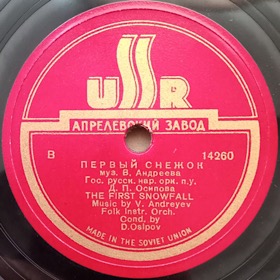 USSR
АПРЕЛЕВСКИЙ ЗАВОД
В 14260
ПЕРВЫЙ СНЕЖОК
муз. В. Андреева
Гос. русск. нар. орк. п.у.
Д. П. Осипова
THE FIRST SNOWFALL
Music by V. Andreyev
Folk Instr. Orch.
Cond. by
D.Osipov
MADE IN THE SOVIET UNION